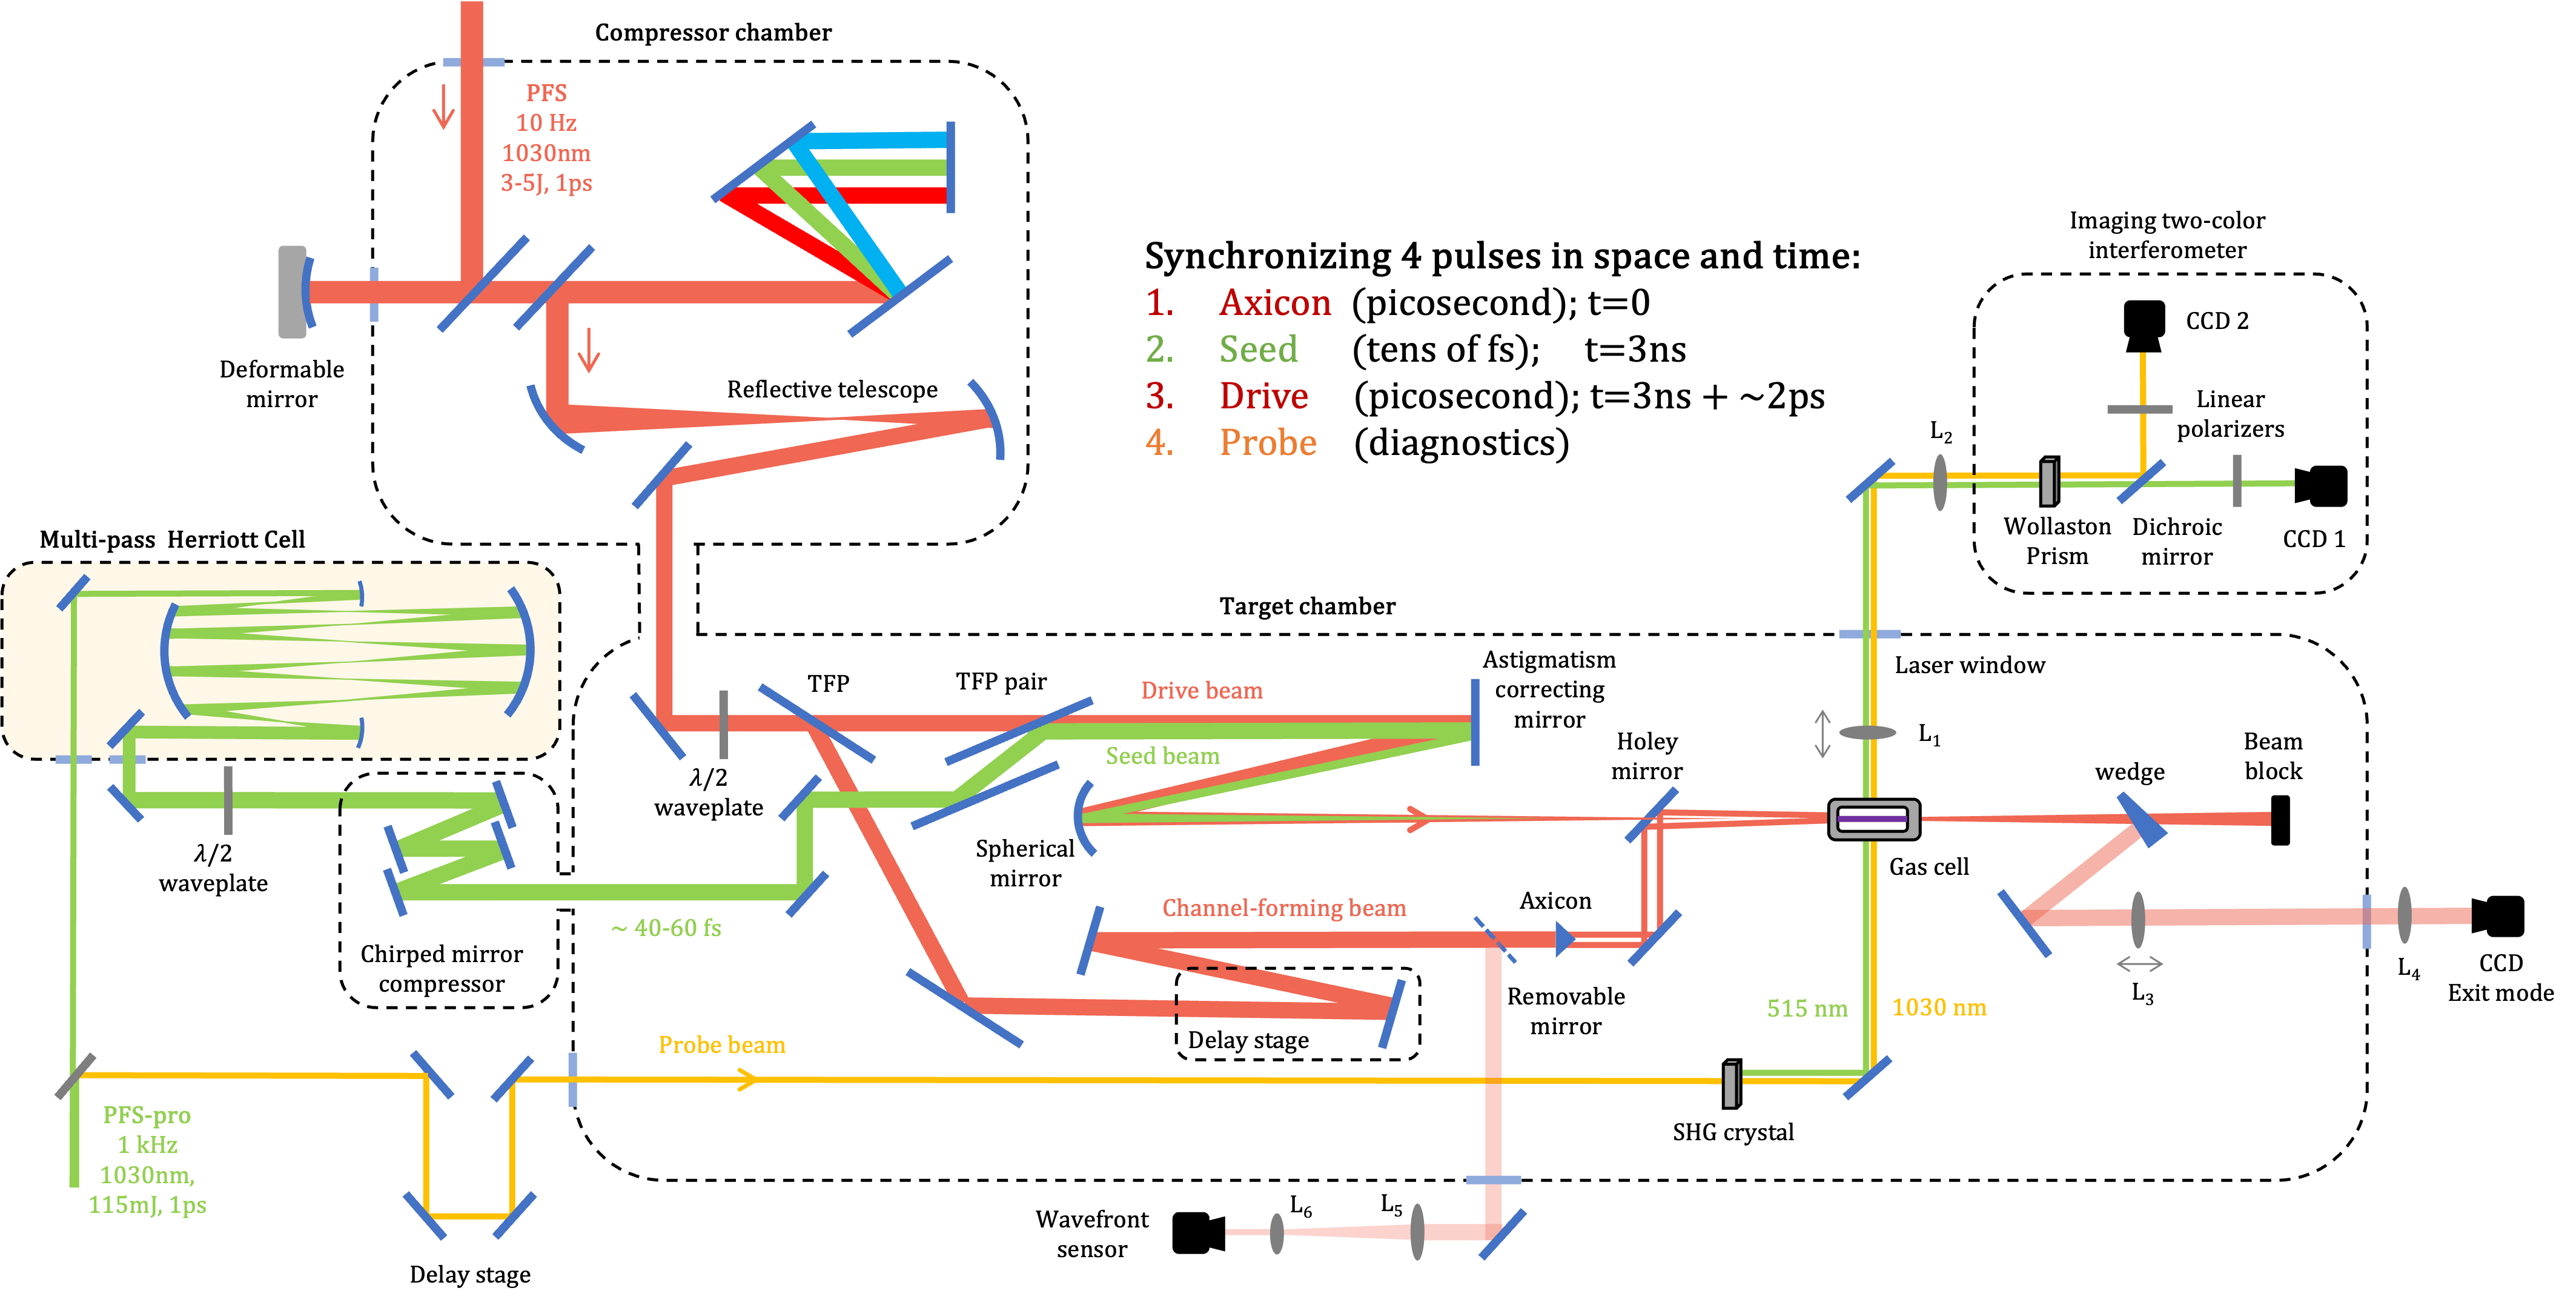 Compressor chamber
PFS
10 Hz
1030nm
3-5J, 1ps
Deformable
mirror
Reflective telescope
Synchronizing 4 pulses in space and time:
1. Axicon (picosecond); t=0
2. Seed (tens of fs); t=3ns
3. Drive (picosecond); t=3ns + ~2ps
4. Probe (diagnostics)
Imaging two-color
interferometer
CCD 2
Linear
polarizers
L₂
Wollaston
Prism
Dichroic
mirror
CCD 1
Multi-pass Herriott Cell
Target chamber
Laser window
TFP
TFP pair
Drive beam
Astigmatism
correcting
mirror
Seed beam
λ/2
waveplate
Holey
mirror
L₁
wedge
Beam
block
λ/2
waveplate
Spherical
mirror
Gas cell
~ 40-60 fs
Chirped mirror
compressor
Channel-forming beam
Axicon
Removable
mirror
Delay stage
L₃
L₄
CCD
Exit mode
515 nm
1030 nm
Probe beam
SHG crystal
PFS-pro
1 kHz
1030nm,
115mJ, 1ps
Delay stage
Wavefront
sensor
L₆
L₅